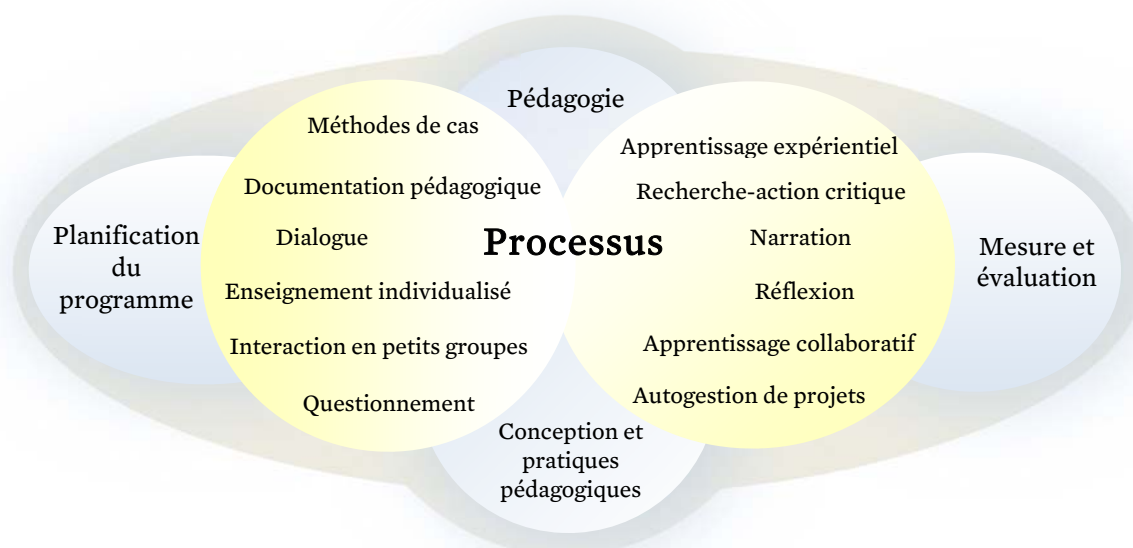 Pédagogie
Méthodes de cas
Documentation pédagogique
Dialogue
Enseignement individualisé
Interaction en petits groupes
Questionnement
Processus
Apprentissage expérientiel
Recherche-action critique
Narration
Réflexion
Apprentissage collaboratif
Autogestion de projets
Planification
du
programme
Mesure et
évaluation
Conception et
pratiques
pédagogiques